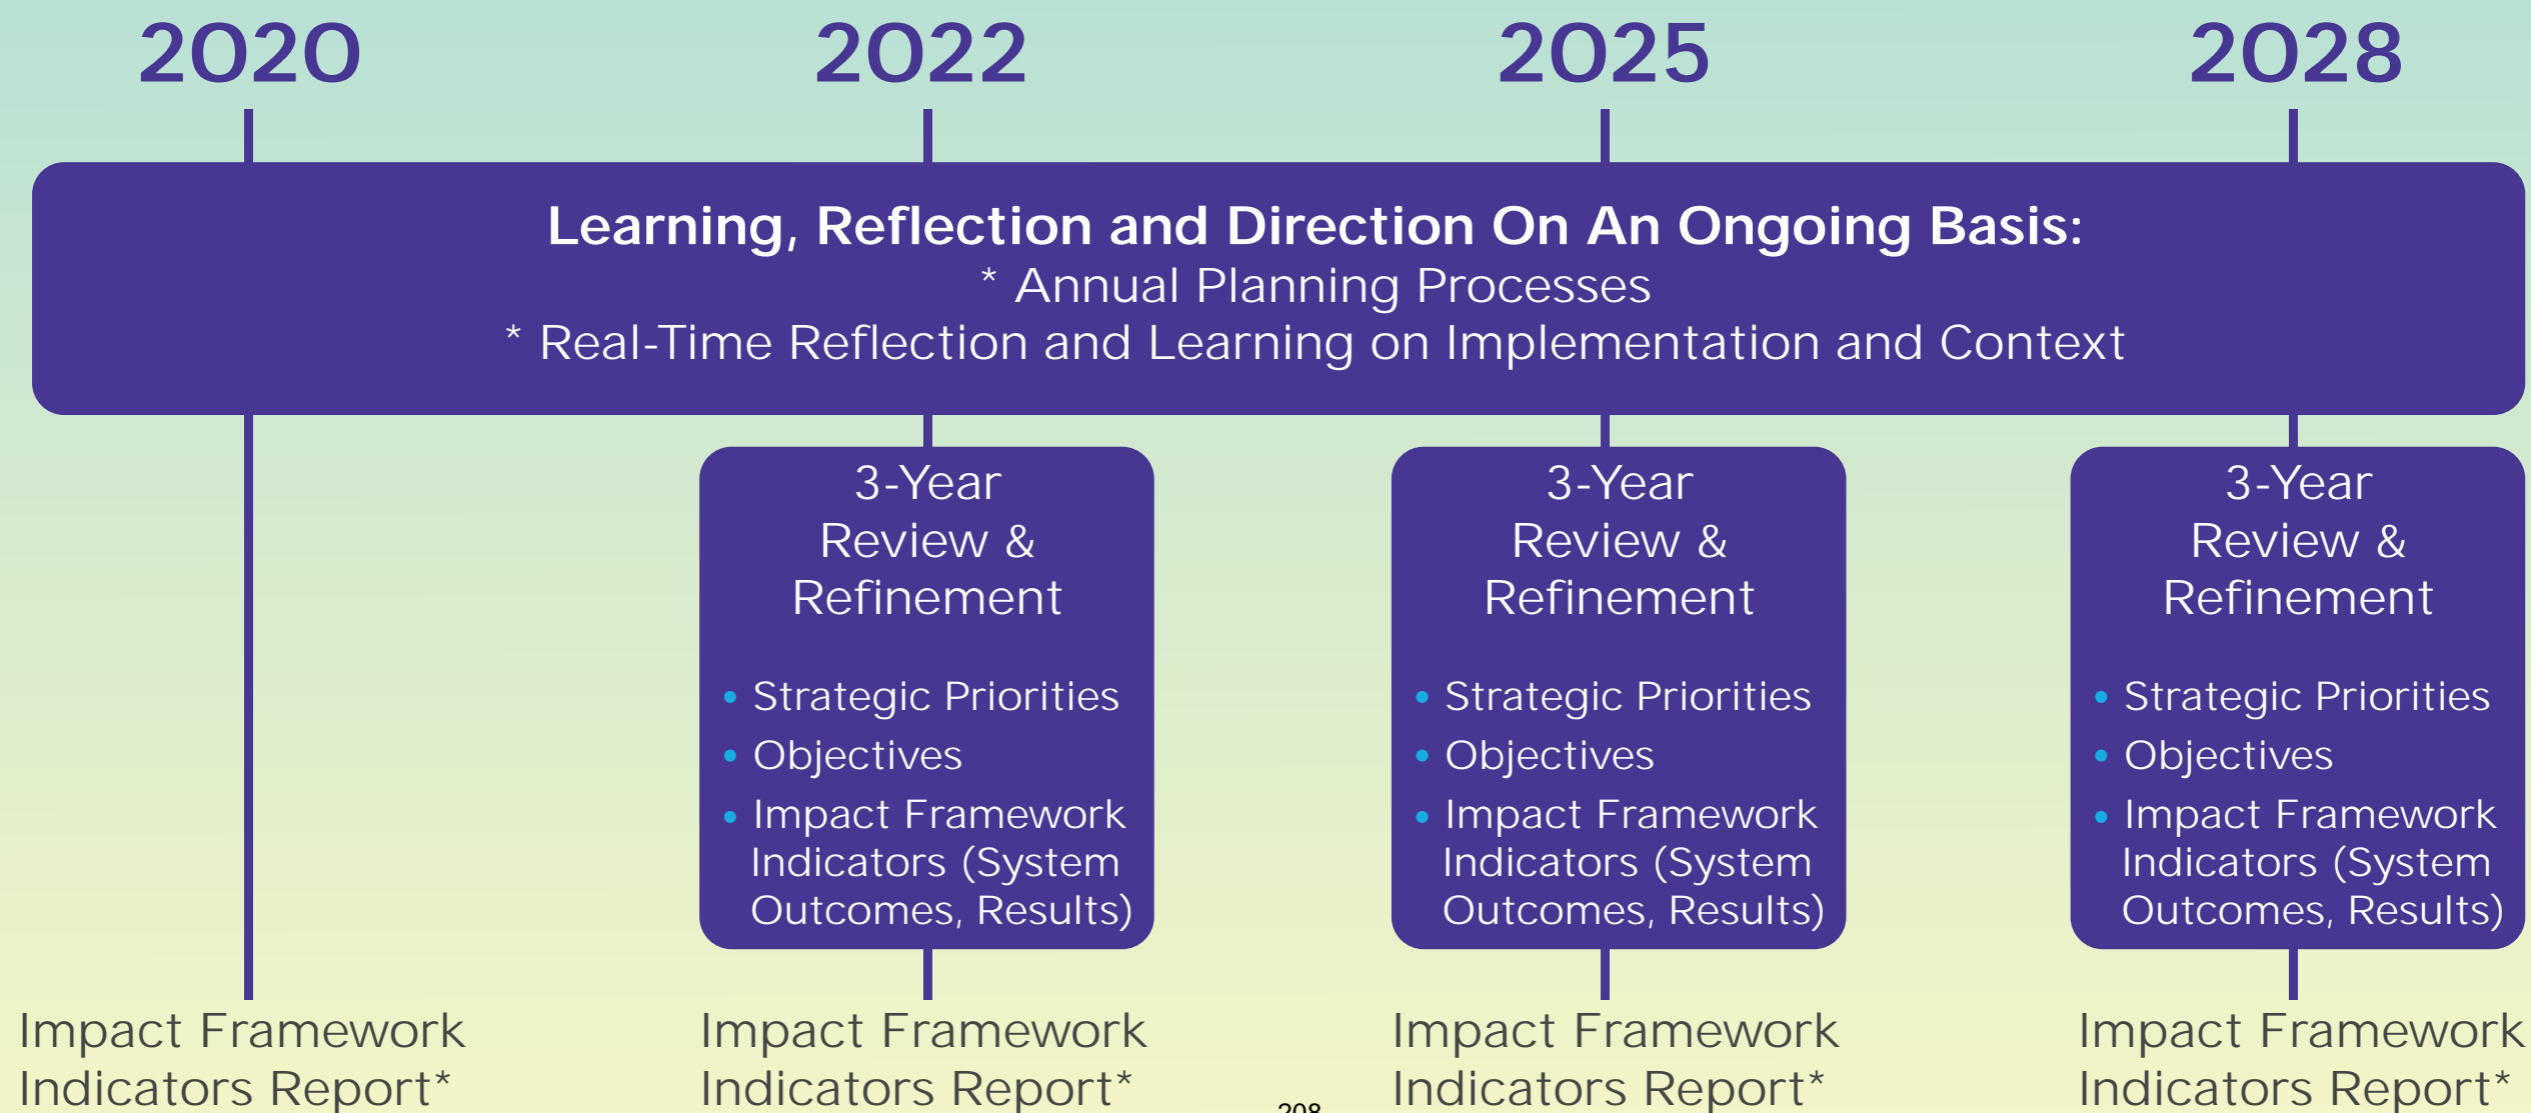 2020
2022
2025
2028
Learning, Reflection and Direction On An Ongoing Basis:
* Annual Planning Processes
* Real-Time Reflection and Learning on Implementation and Context
3-Year
Review &
Refinement
• Strategic Priorities
• Objectives
• Impact Framework
Indicators (System
Outcomes, Results)
3-Year
Review &
Refinement
• Strategic Priorities
• Objectives
• Impact Framework
Indicators (System
Outcomes, Results)
3-Year
Review &
Refinement
• Strategic Priorities
• Objectives
• Impact Framework
Indicators (System
Outcomes, Results)
Impact Framework
Indicators Report*
Impact Framework
Indicators Report*
Impact Framework
Indicators Report*
Impact Framework
Indicators Report*
208